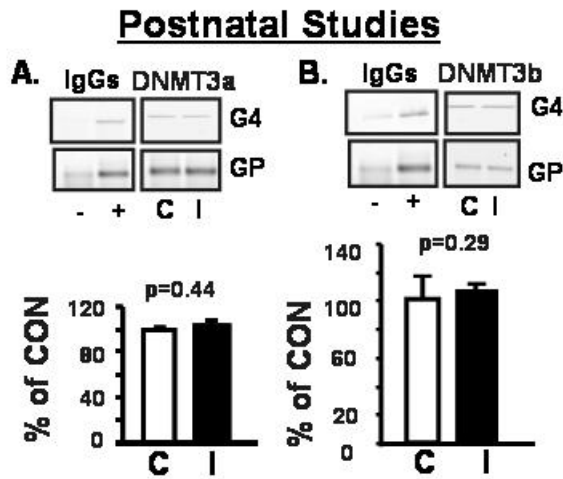 Postnatal Studies
A. IgGs DNMT3a
G4
GP
- + C I
p=0.44
% of CON
120
80
40
0
C I
B. IgGs DNMT3b
G4
GP
- + C I
p=0.29
% of CON
140
100
60
20
0
C I